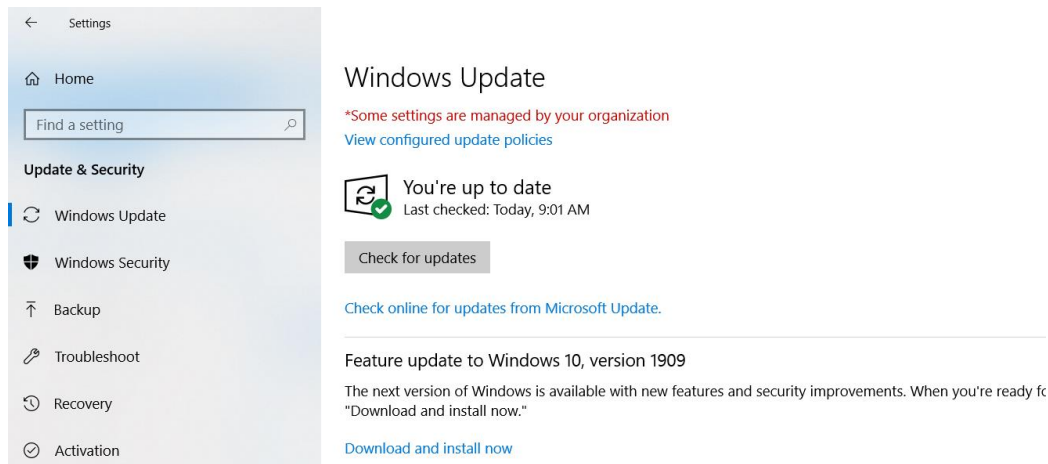 Settings
Home
Find a setting
Update & Security
Windows Update
Windows Security
Backup
Troubleshoot
Recovery
Activation
Windows Update
*Some settings are managed by your organization
View configured update policies
You're up to date
Last checked: Today, 9:01 AM
Check for updates
Check online for updates from Microsoft Update.
Feature update to Windows 10, version 1909
The next version of Windows is available with new features and security improvements. When you're ready
"Download and install now."
Download and install now